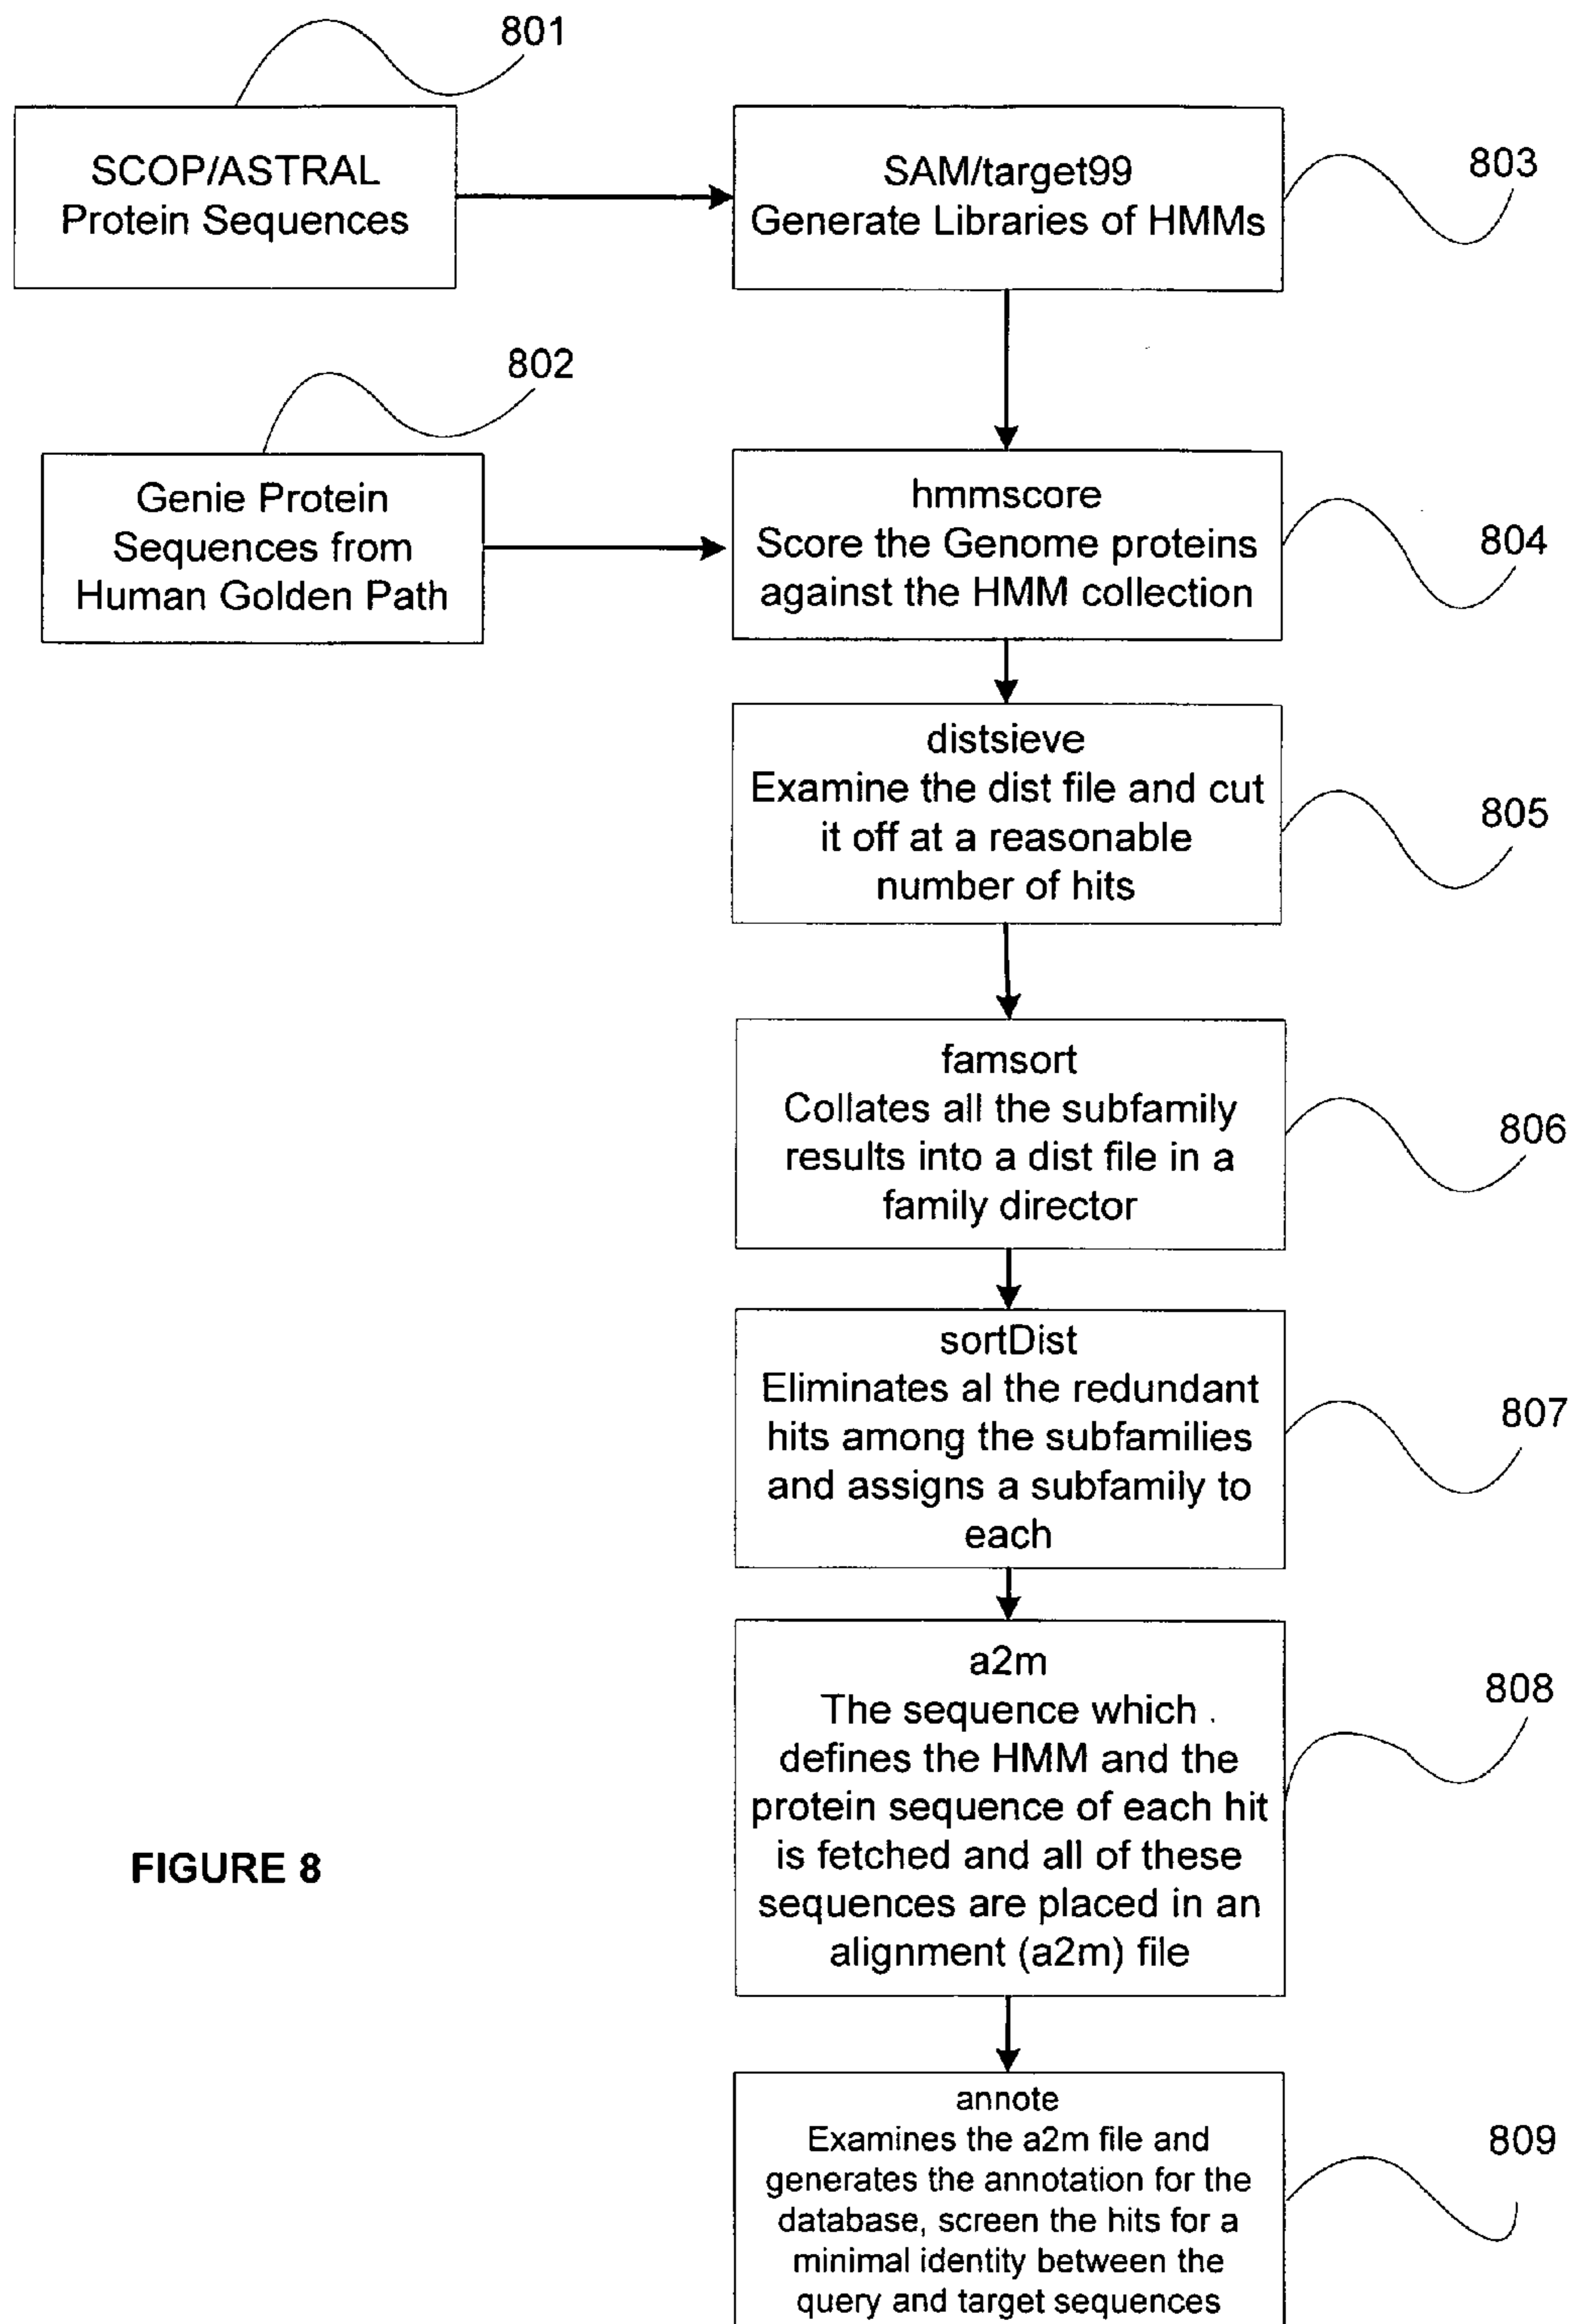 801
SCOP/ASTRAL
Protein Sequences
SAM/target99
Generate Libraries of HMMs
803
802
Genie Protein
Sequences from
Human Golden Path
hmmscore
Score the Genome proteins
against the HMM collection
804
distsieve
Examine the dist file and cut
it off at a reasonable
number of hits
805
famsort
Collates all the subfamily
results into a dist file in a
family director
806
sortDist
Eliminates al the redundant
hits among the subfamilies
and assigns a subfamily to
each
807
a2m
The sequence which
defines the HMM and the
protein sequence of each hit
is fetched and all of these
sequences are placed in an
alignment (a2m) file
808
FIGURE 8
annote
Examines the a2m file and
generates the annotation for the
database, screen the hits for a
minimal identity between the
query and target sequences
809